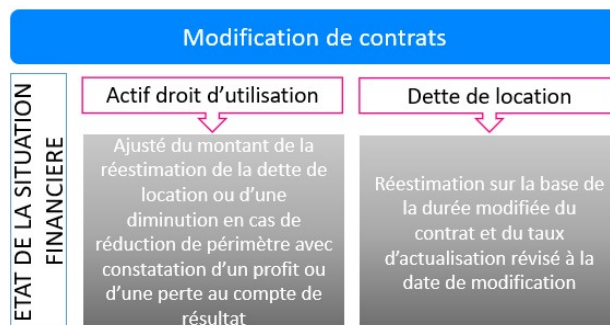 Modification de contrats
ETAT DE LA SITUATION
FINANCIERE
Actif droit d’utilisation
Ajusté du montant de la
réestimation de la dette de
location ou d’une
diminution en cas de
réduction de périmètre avec
constatation d’un profit ou
d’une perte au compte de
résultat
Dette de location
Réestimation sur la base de
la durée modifiée du
contrat et du taux
d’actualisation révisé à la
date de modification